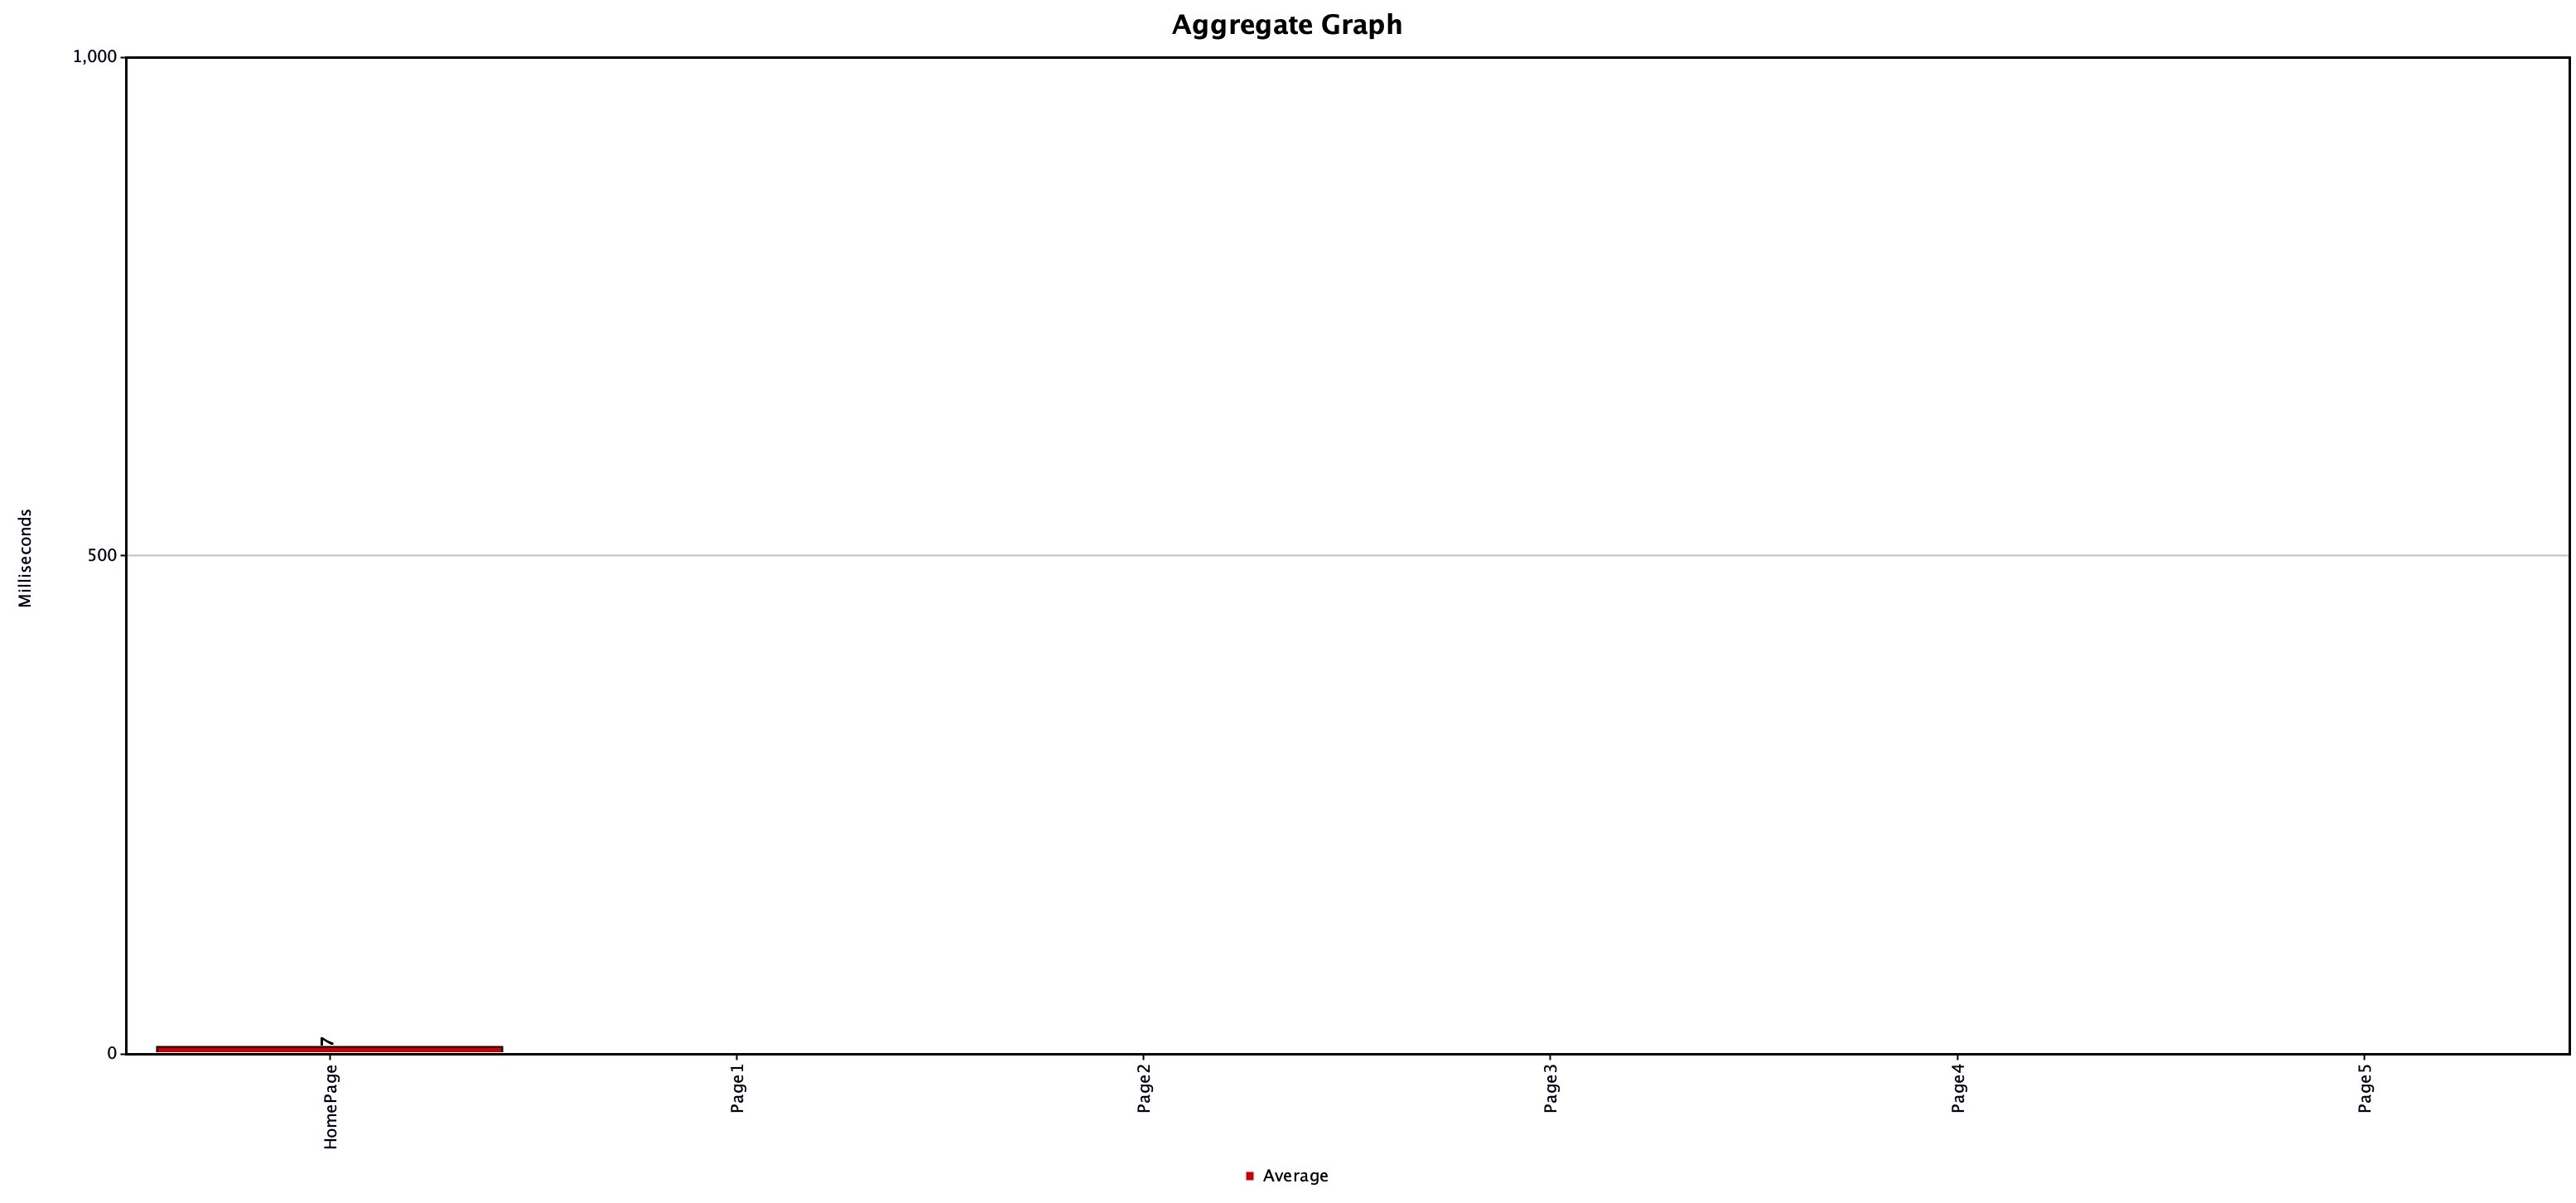 Aggregate Graph
1,000
Milliseconds
500
0
7
HomePage
Page1
Page2
Page3
Page4
Page5
Average